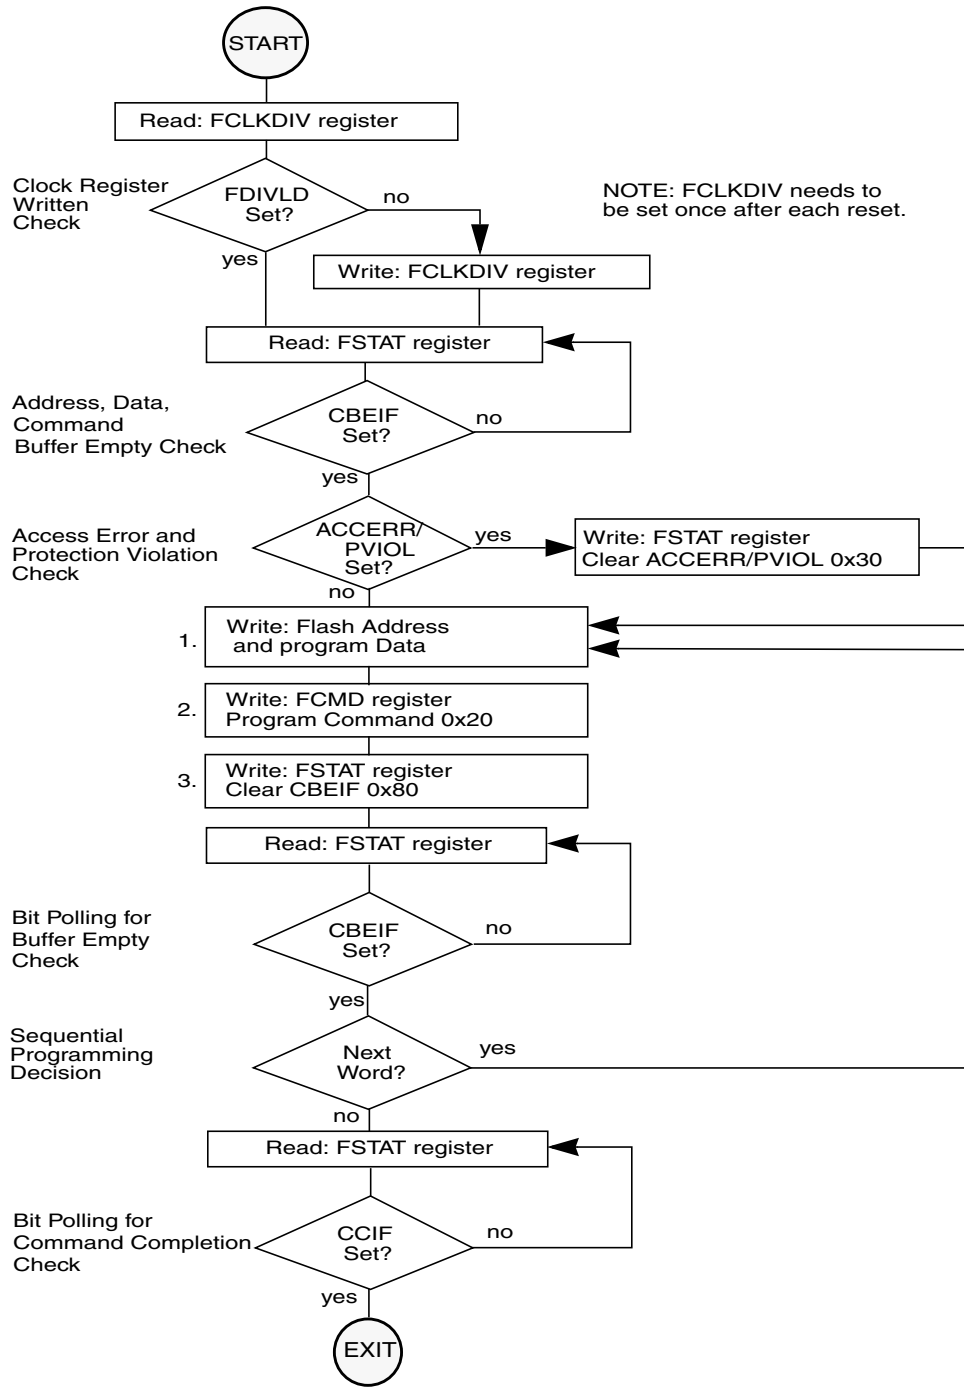 START
Read: FCLKDIV register
Clock Register
Written
Check
FDIVLD
Set?
no
yes
NOTE: FCLKDIV needs to
be set once after each reset.
Write: FCLKDIV register
Read: FSTAT register
Address, Data,
Command
Buffer Empty Check
CBEIF
Set?
no
yes
Access Error and
Protection Violation
Check
ACCERR/
PVIOL
Set?
yes
no
Write: FSTAT register
Clear ACCERR/PVIOL 0x30
1.
Write: Flash Address
and program Data
2.
Write: FCMD register
Program Command 0x20
3.
Write: FSTAT register
Clear CBEIF 0x80
Read: FSTAT register
Bit Polling for
Buffer Empty
Check
CBEIF
Set?
no
yes
Sequential
Programming
Decision
Next
Word?
yes
no
Read: FSTAT register
Bit Polling for
Command Completion
Check
CCIF
Set?
no
yes
EXIT